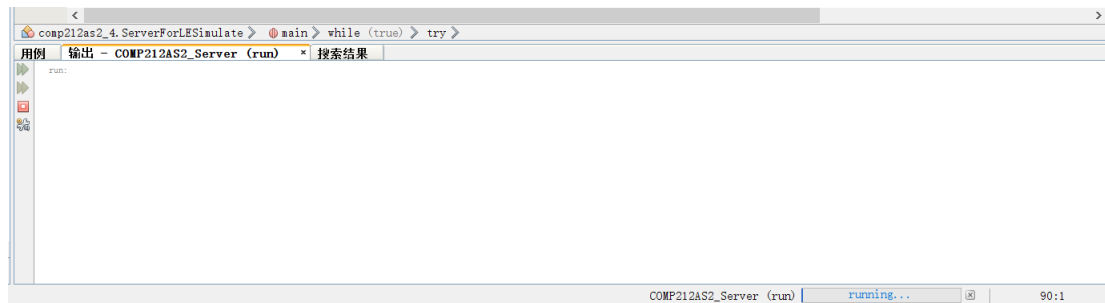 comp212as2_4.ServerForLESimulate main while (true) try
用例 输出 - COMP212AS2_Server (run) × 搜索结果
run:
COMP212AS2_Server (run) running... 90:1